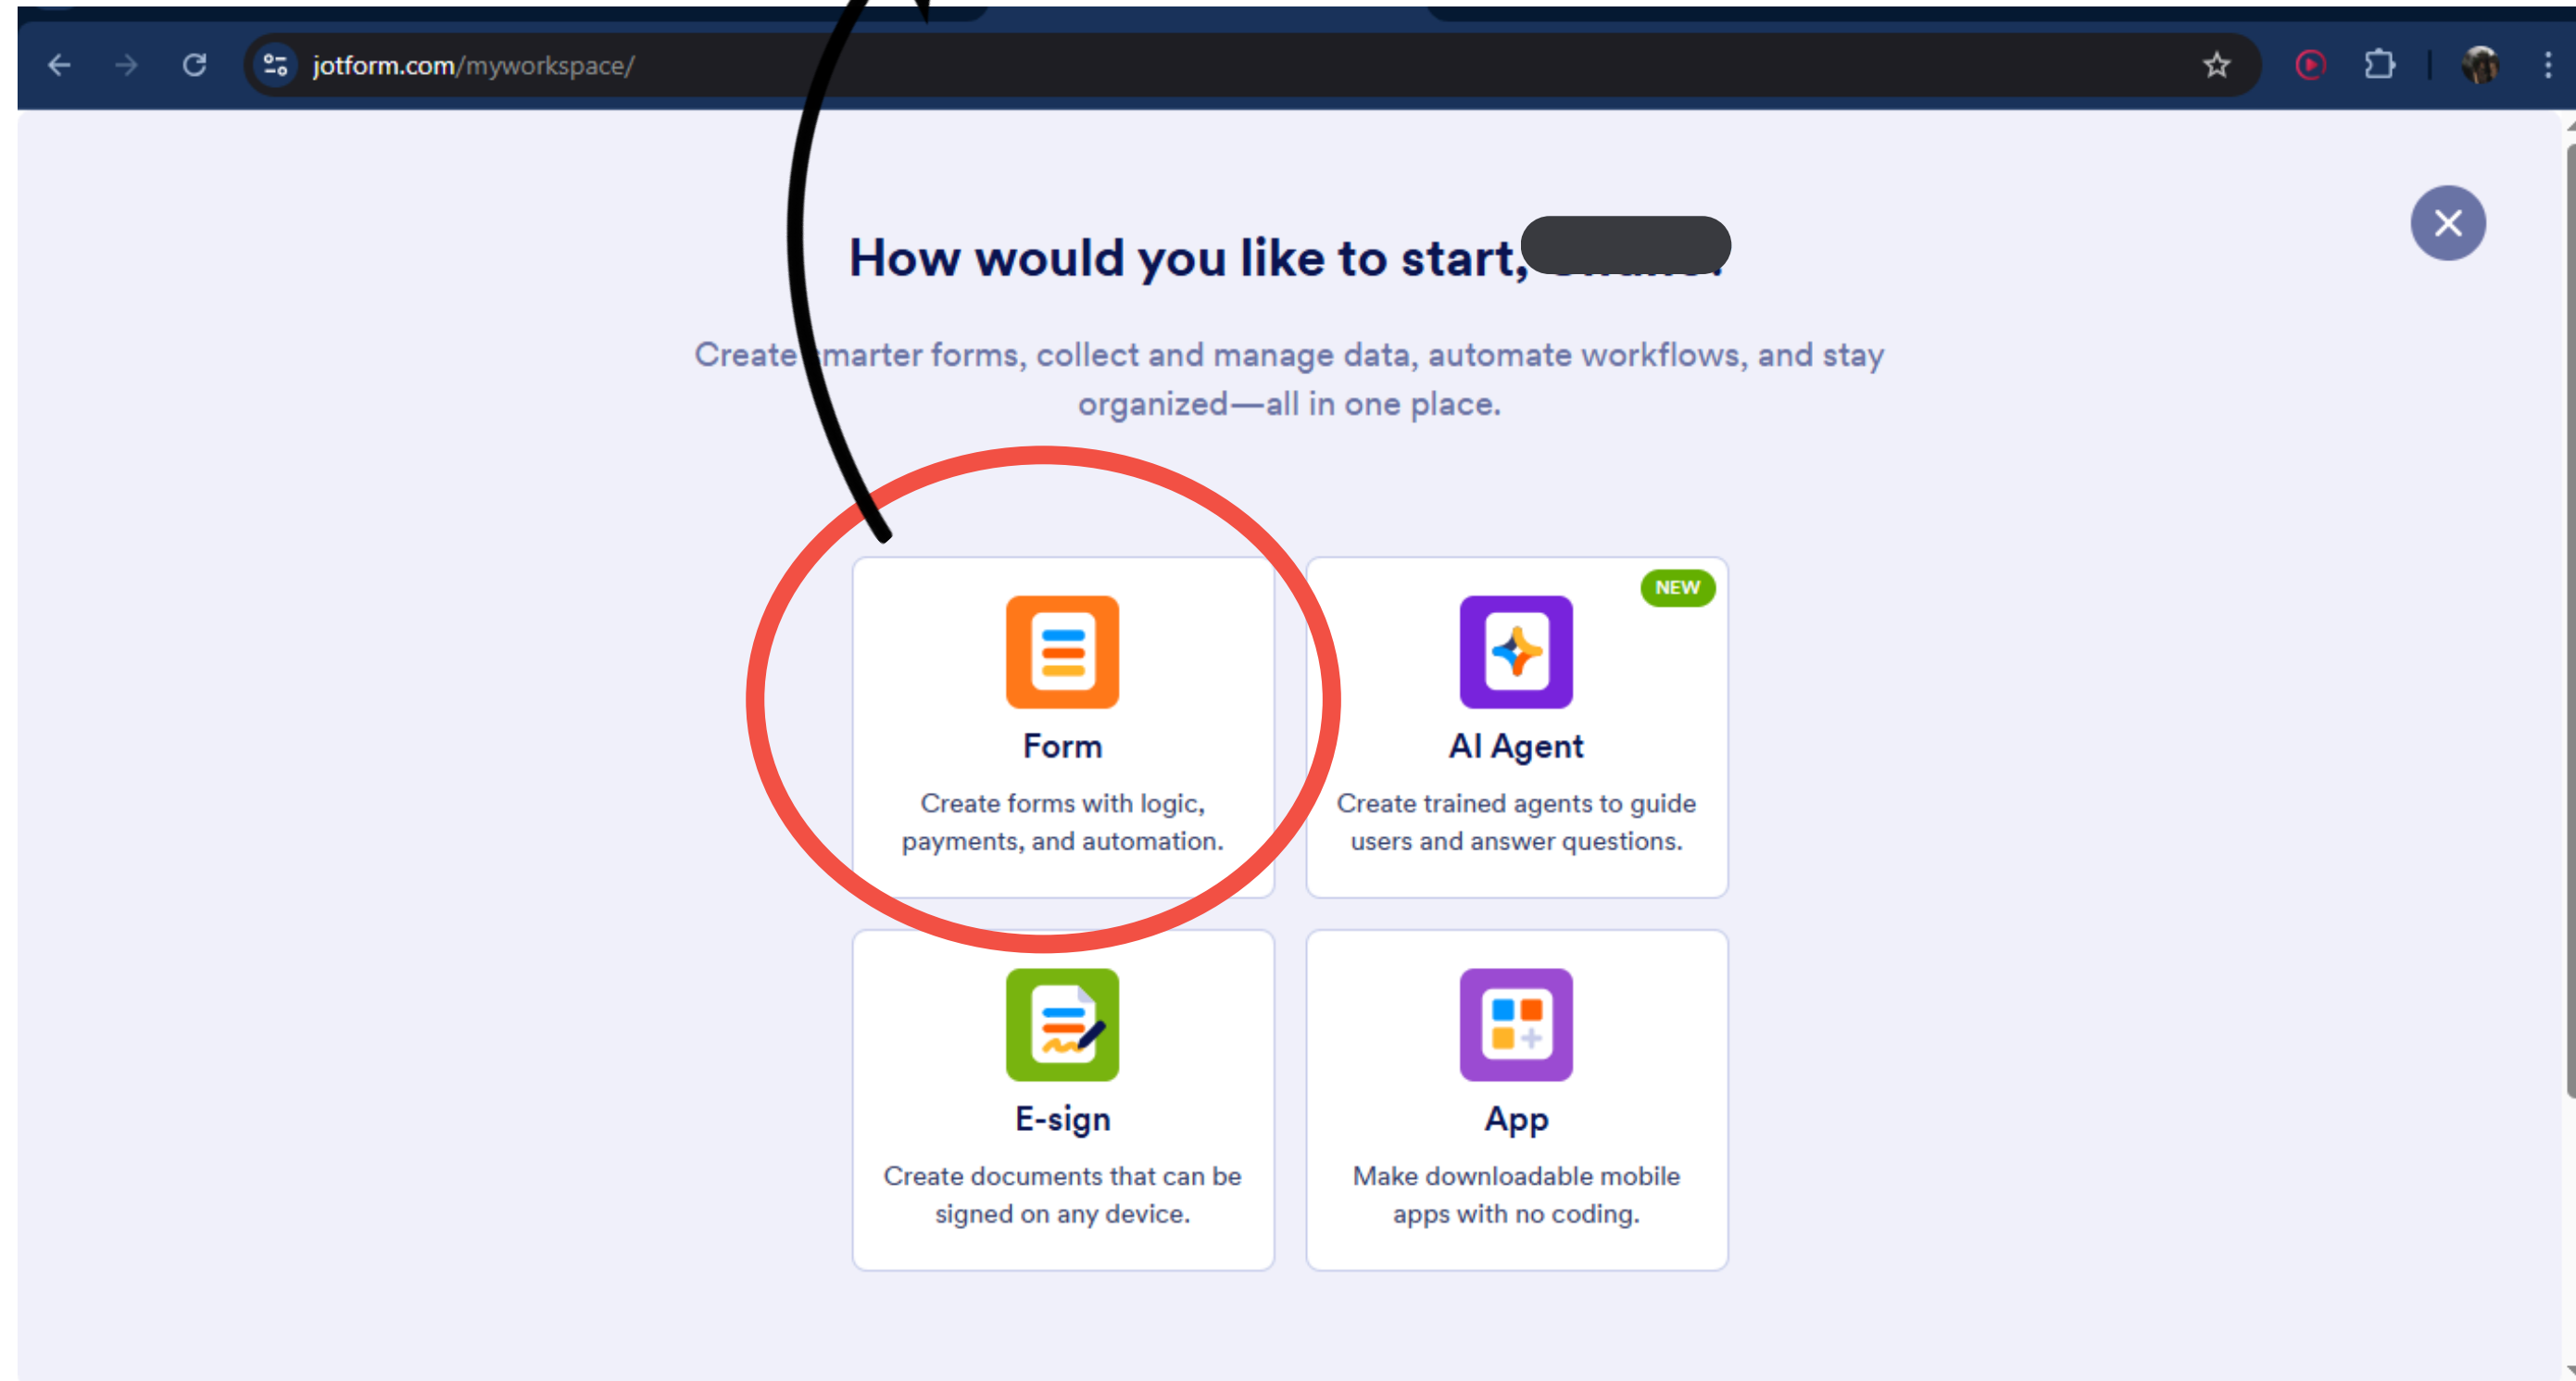 jotform.com/myworkspace/
How would you like to start,
Create smarter forms, collect and manage data, automate workflows, and stay
organized—all in one place.
Form
Create forms with logic,
payments, and automation.
NEW
AI Agent
Create trained agents to guide
users and answer questions.
E-sign
Create documents that can be
signed on any device.
App
Make downloadable mobile
apps with no coding.